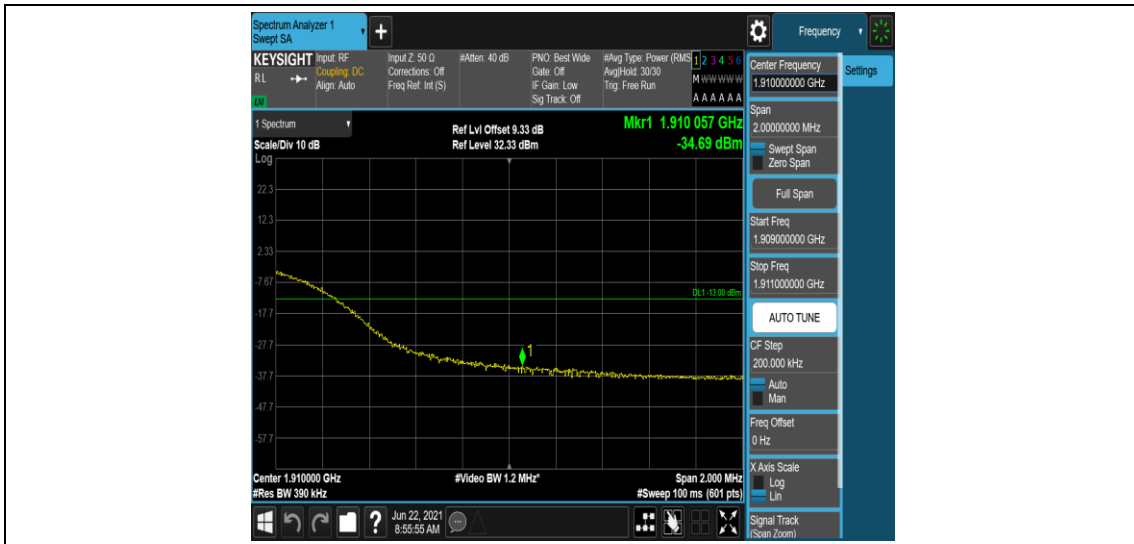 Spectrum Analyzer 1
Swept SA
+
Frequency
KEYSIGHT
RL
LXI
Input: RF
Coupling: DC
Align: Auto
Input Z: 50 Ω
Corrections: Off
Freq Ref: Int (S)
#Atten: 40 dB
PNO: Best Wide
Gate: Off
IF Gain: Low
Sig Track: Off
#Avg Type: Power (RMS
Avg|Hold: 30/30
Trig: Free Run
1 2 3 4 5 6
M W W W W W
A A A A A A
1 Spectrum
Scale/Div 10 dB
Log
Ref Lvl Offset 9.33 dB
Ref Level 32.33 dBm
Mkr1 1.910 057 GHz
-34.69 dBm
22.3
12.3
2.33
-7.67
DL1 -13.00 dBm
-17.7
-27.7
1
-37.7
-47.7
-57.7
Center 1.910000 GHz
#Res BW 390 kHz
#Video BW 1.2 MHz*
Span 2.000 MHz
#Sweep 100 ms (601 pts)
Center Frequency
1.910000000 GHz
Settings
Span
2.00000000 MHz
Swept Span
Zero Span
Full Span
Start Freq
1.909000000 GHz
Stop Freq
1.911000000 GHz
AUTO TUNE
CF Step
200.000 kHz
Auto
Man
Freq Offset
0 Hz
X Axis Scale
Log
Lin
Signal Track
(Span Zoom)
?
Jun 22, 2021
8:55:55 AM